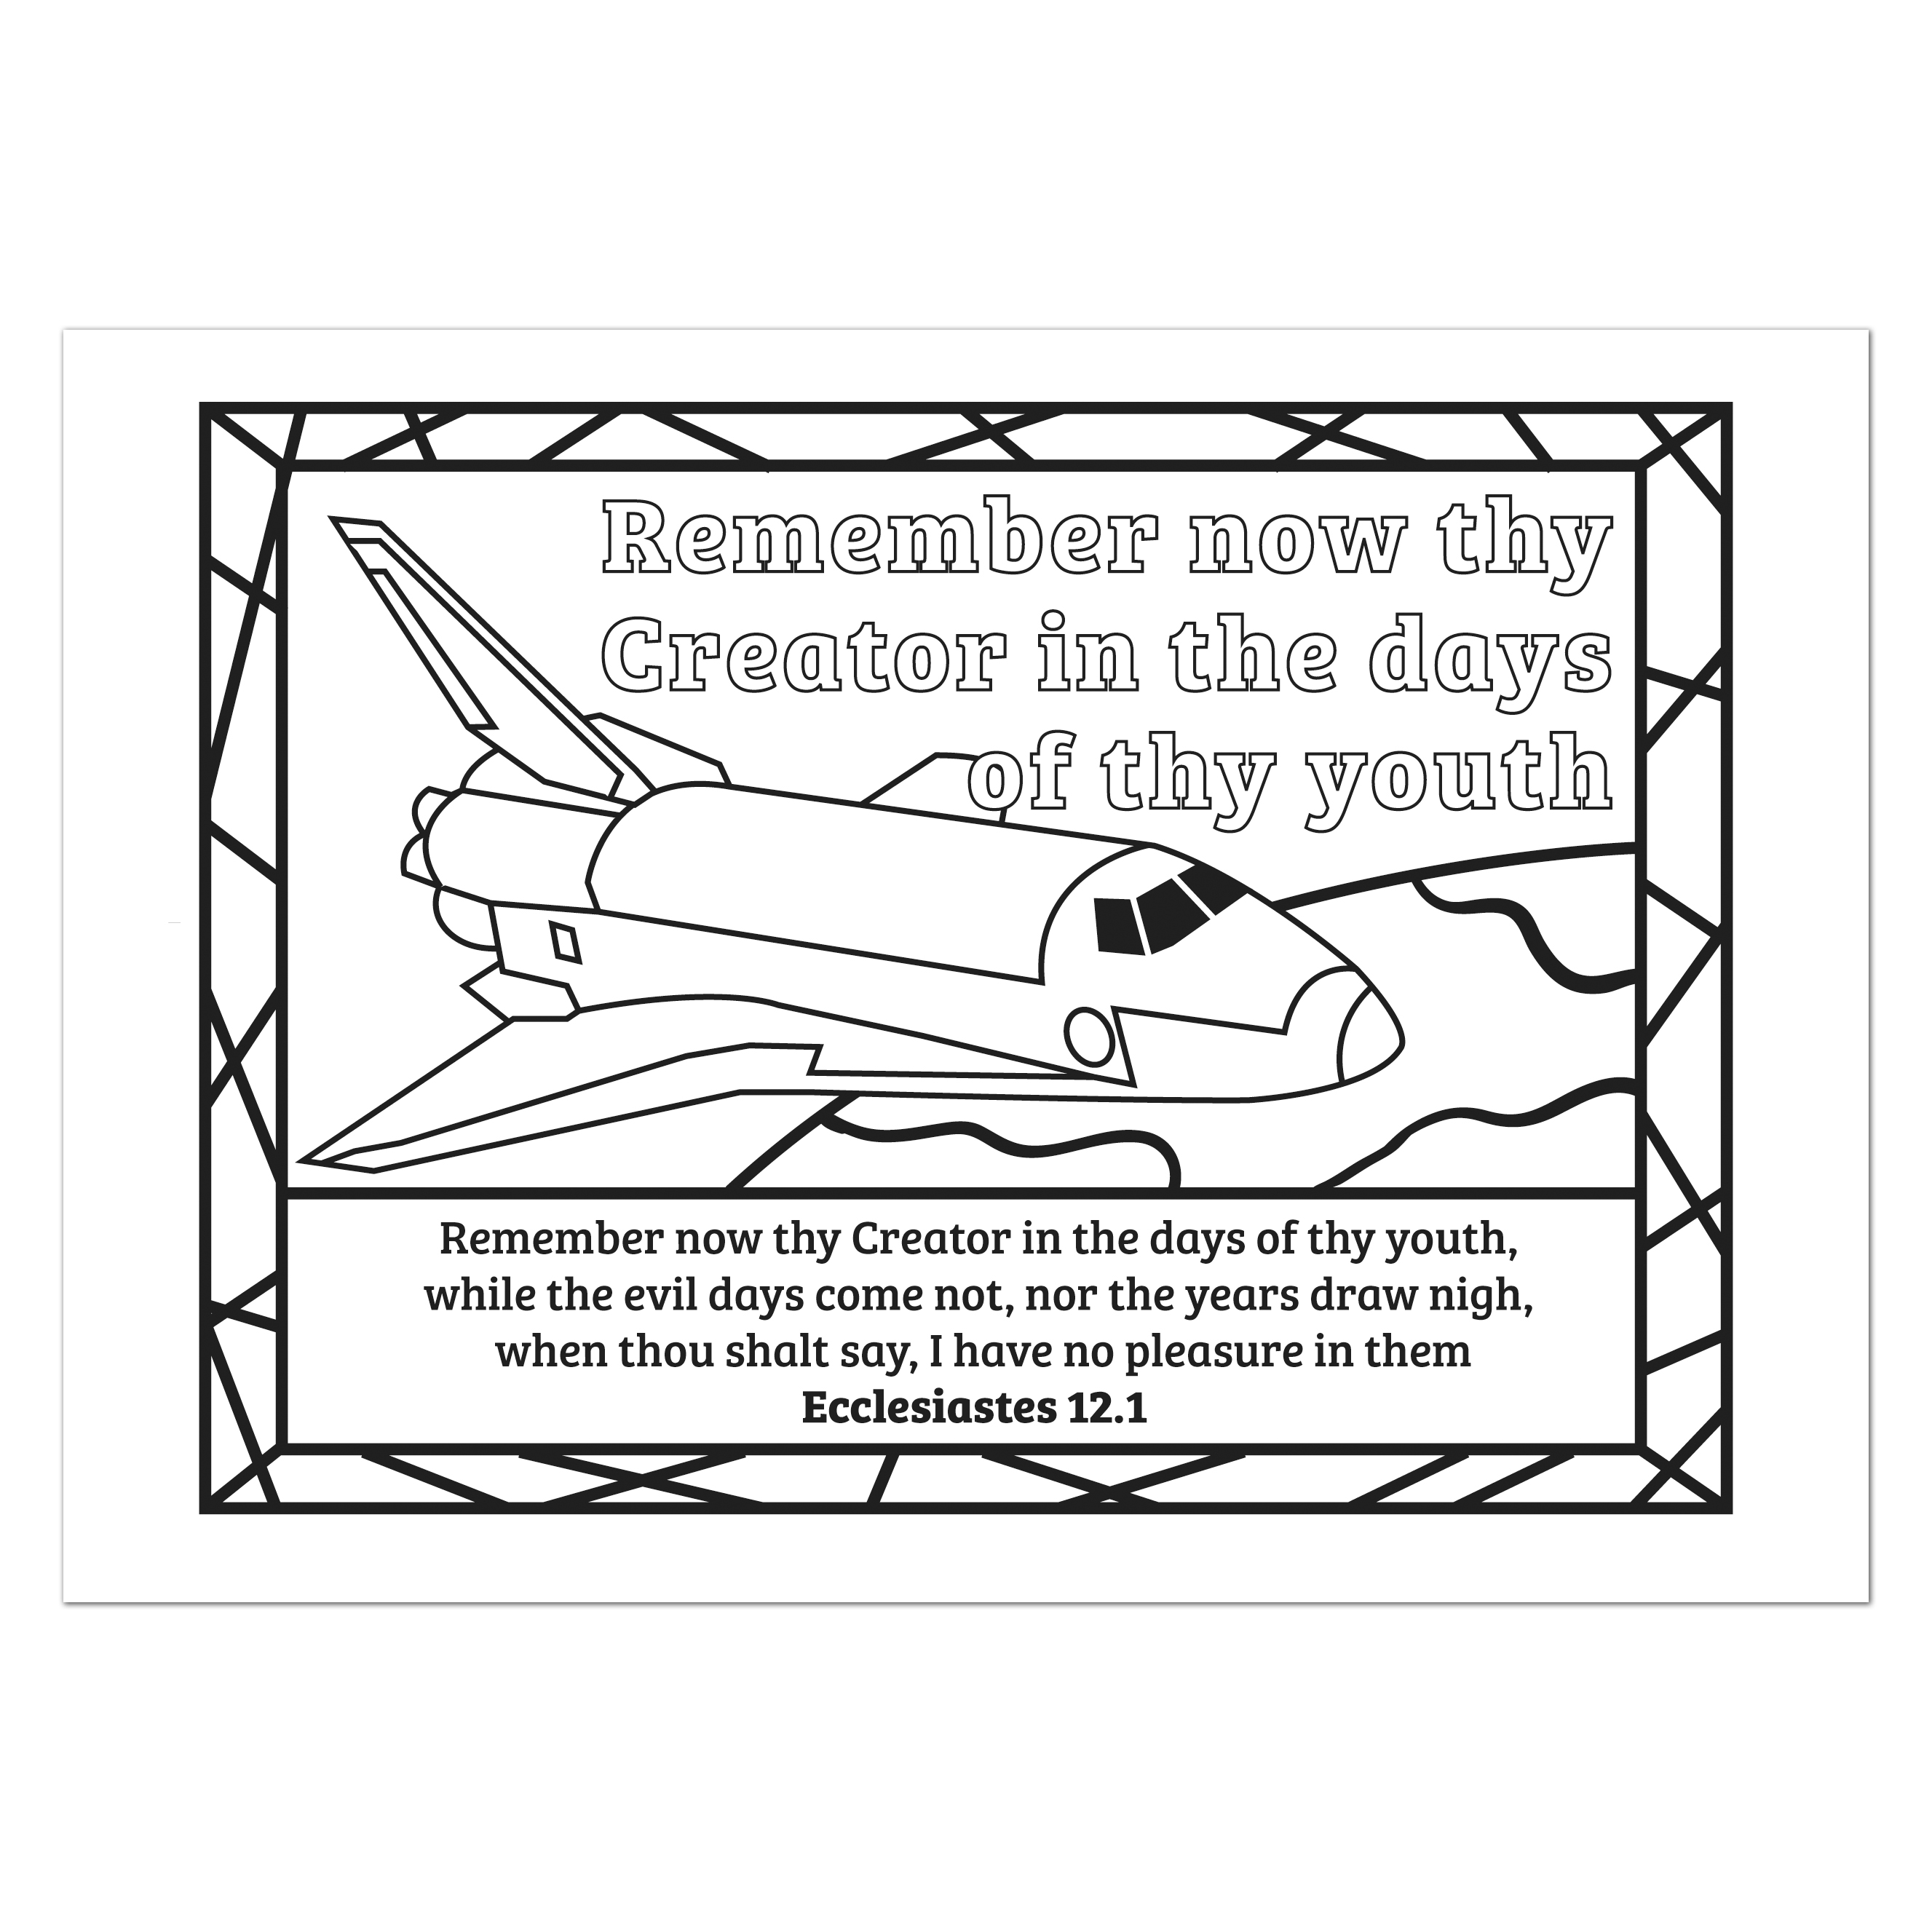 Remember now thy
Creator in the days
of thy youth
Remember now thy Creator in the days of thy youth,
while the evil days come not, nor the years draw nigh,
when thou shalt say, I have no pleasure in them
Ecclesiastes 12.1